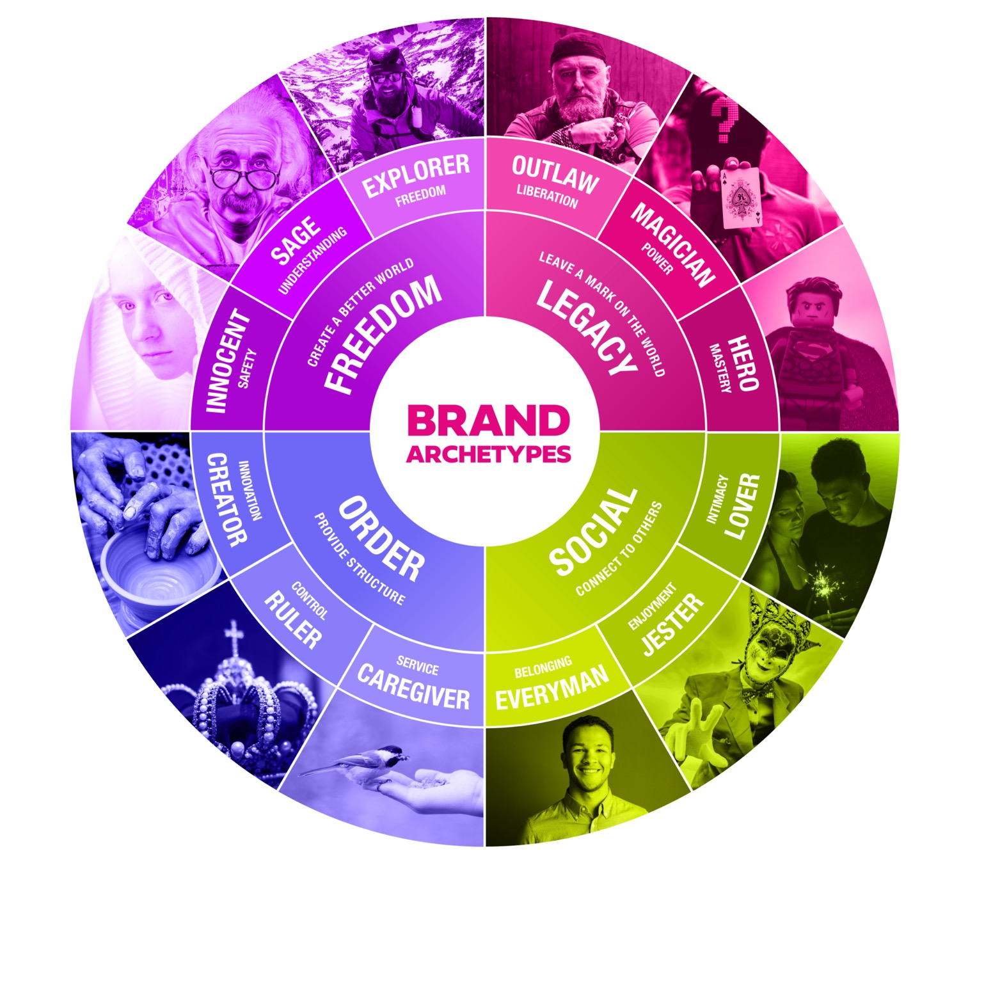 BRAND
ARCHETYPES
CREATE A BETTER WORLD
FREEDOM
LEAVE A MARK ON THE WORLD
LEGACY
SOCIAL
CONNECT TO OTHERS
ORDER
PROVIDE STRUCTURE
EXPLORER
FREEDOM
OUTLAW
LIBERATION
MAGICIAN
POWER
HERO
MASTERY
INTIMACY
LOVER
ENJOYMENT
JESTER
BELONGING
EVERYMAN
SERVICE
CAREGIVER
CONTROL
RULER
INNOVATION
CREATOR
INNOCENT
SAFETY
SAGE
UNDERSTANDING
?
A
A